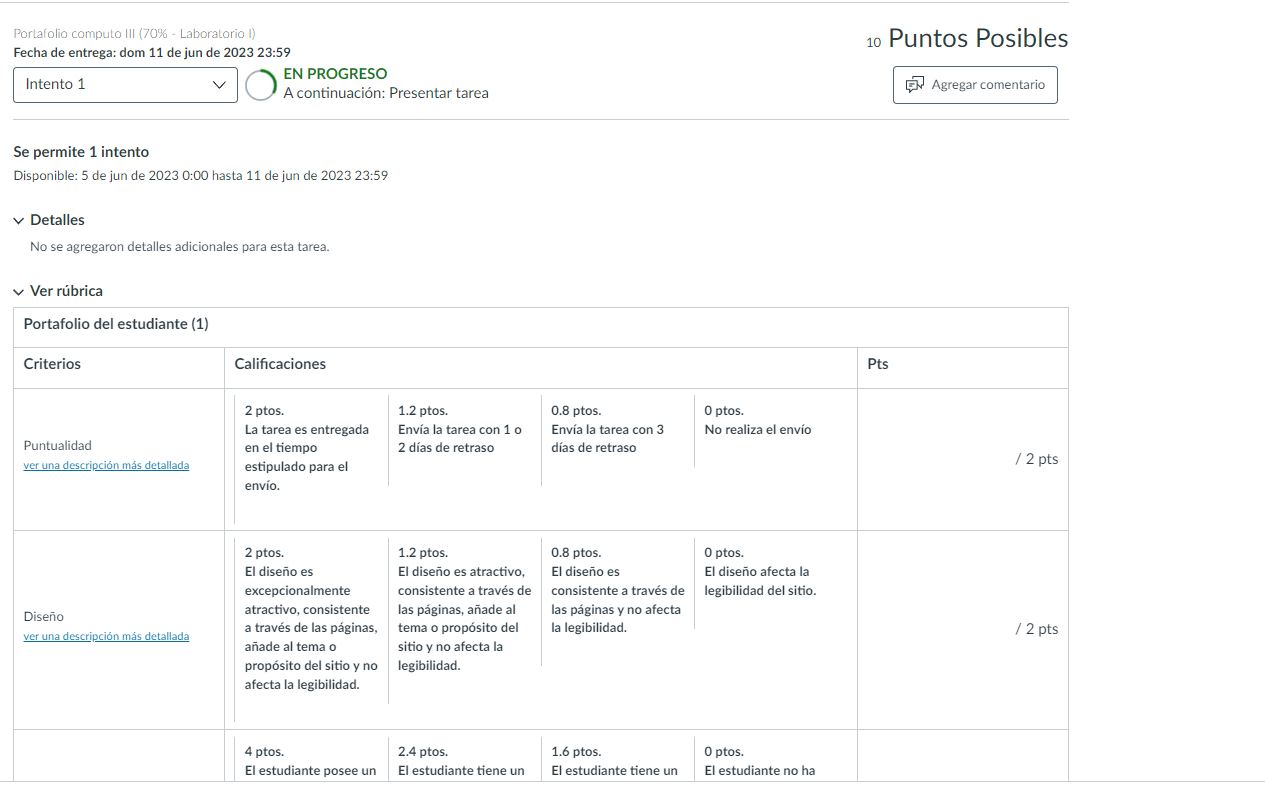 Portafolio computo III (70% - Laboratorio I)
Fecha de entrega: dom 11 de jun de 2023 23:59
10 Puntos Posibles
Intento 1
EN PROGRESO
A continuación: Presentar tarea
Agregar comentario
Se permite 1 intento
Disponible: 5 de jun de 2023 0:00 hasta 11 de jun de 2023 23:59
Detalles
No se agregaron detalles adicionales para esta tarea.
Ver rúbrica
Portafolio del estudiante (1)
Criterios
Calificaciones
Pts
Puntualidad
ver una descripción más detallada
2 ptos.
La tarea es entregada
en el tiempo
estipulado para el
envío.
1.2 ptos.
Envía la tarea con 1 o
2 días de retraso
0.8 ptos.
Envía la tarea con 3
días de retraso
0 ptos.
No realiza el envío
/ 2 pts
Diseño
ver una descripción más detallada
2 ptos.
El diseño es
excepcionalmente
atractivo, consistente
a través de las páginas,
añade al tema o
propósito del sitio y no
afecta la legibilidad.
1.2 ptos.
El diseño es atractivo,
consistente a través de
las páginas, añade al
tema o propósito del
sitio y no afecta la
legibilidad.
0.8 ptos.
El diseño es
consistente a través de
las páginas y no afecta
la legibilidad.
0 ptos.
El diseño afecta la
legibilidad del sitio.
/ 2 pts
4 ptos.
El estudiante posee un
2.4 ptos.
El estudiante tiene un
1.6 ptos.
El estudiante tiene un
0 ptos.
El estudiante no ha